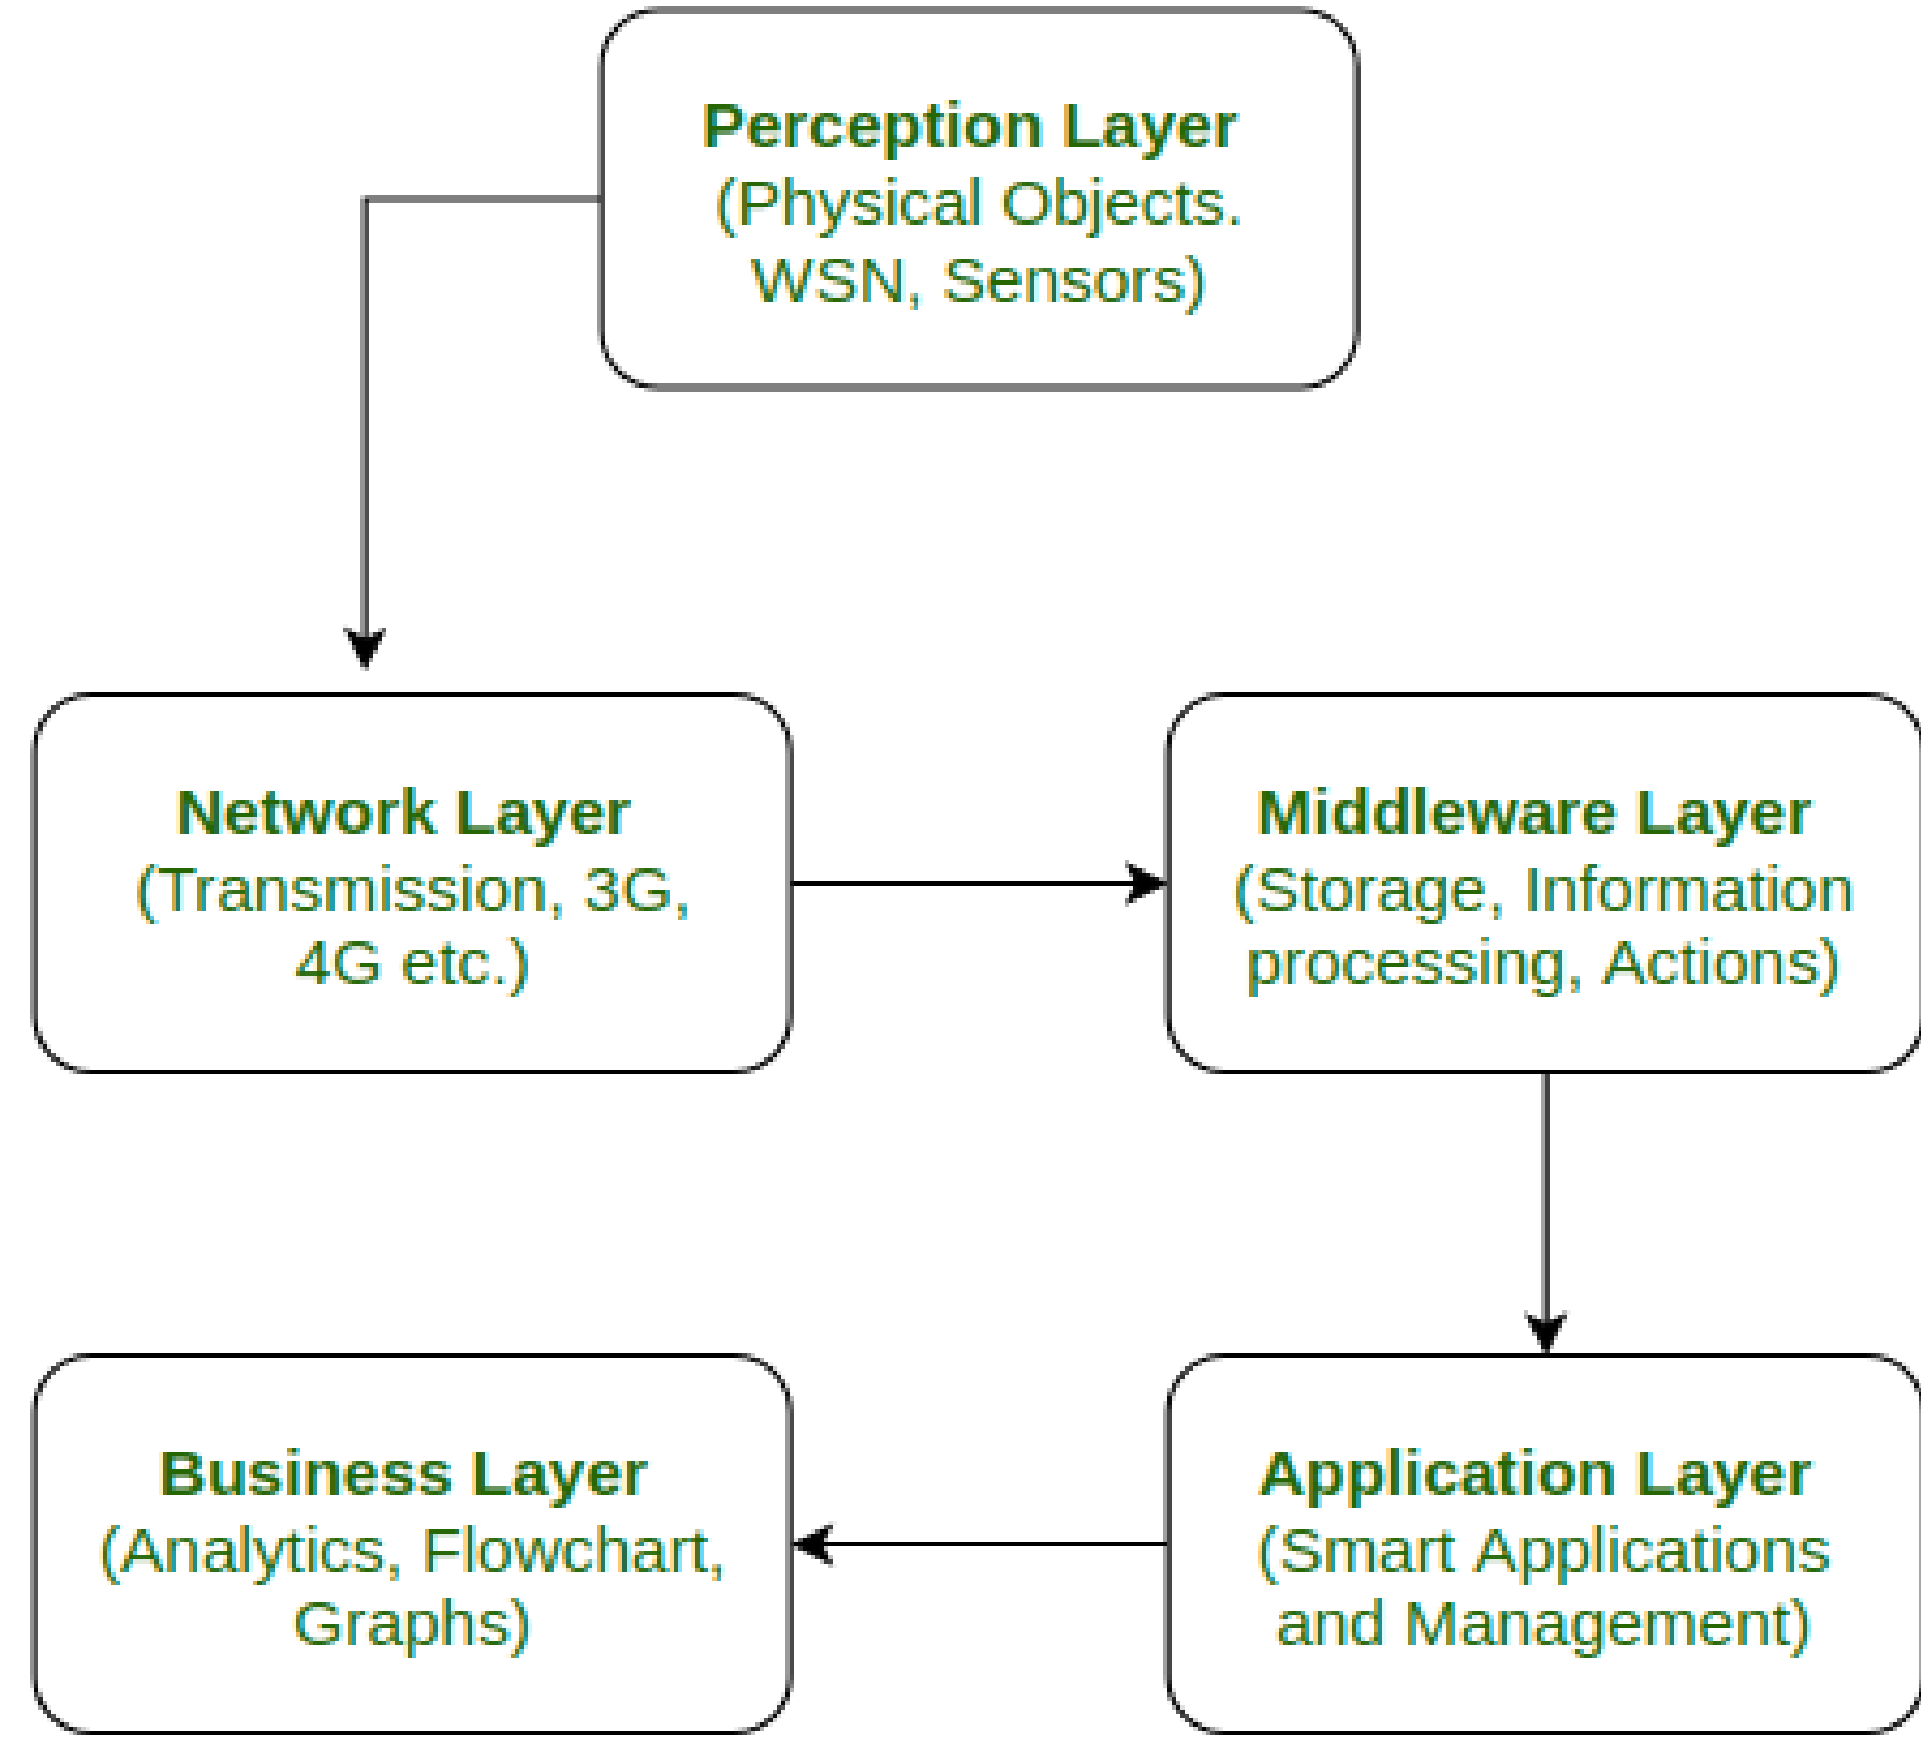 Perception Layer
(Physical Objects.
WSN, Sensors)
Network Layer
(Transmission, 3G,
4G etc.)
Middleware Layer
(Storage, Information
processing, Actions)
Business Layer
(Analytics, Flowchart,
Graphs)
Application Layer
(Smart Applications
and Management)